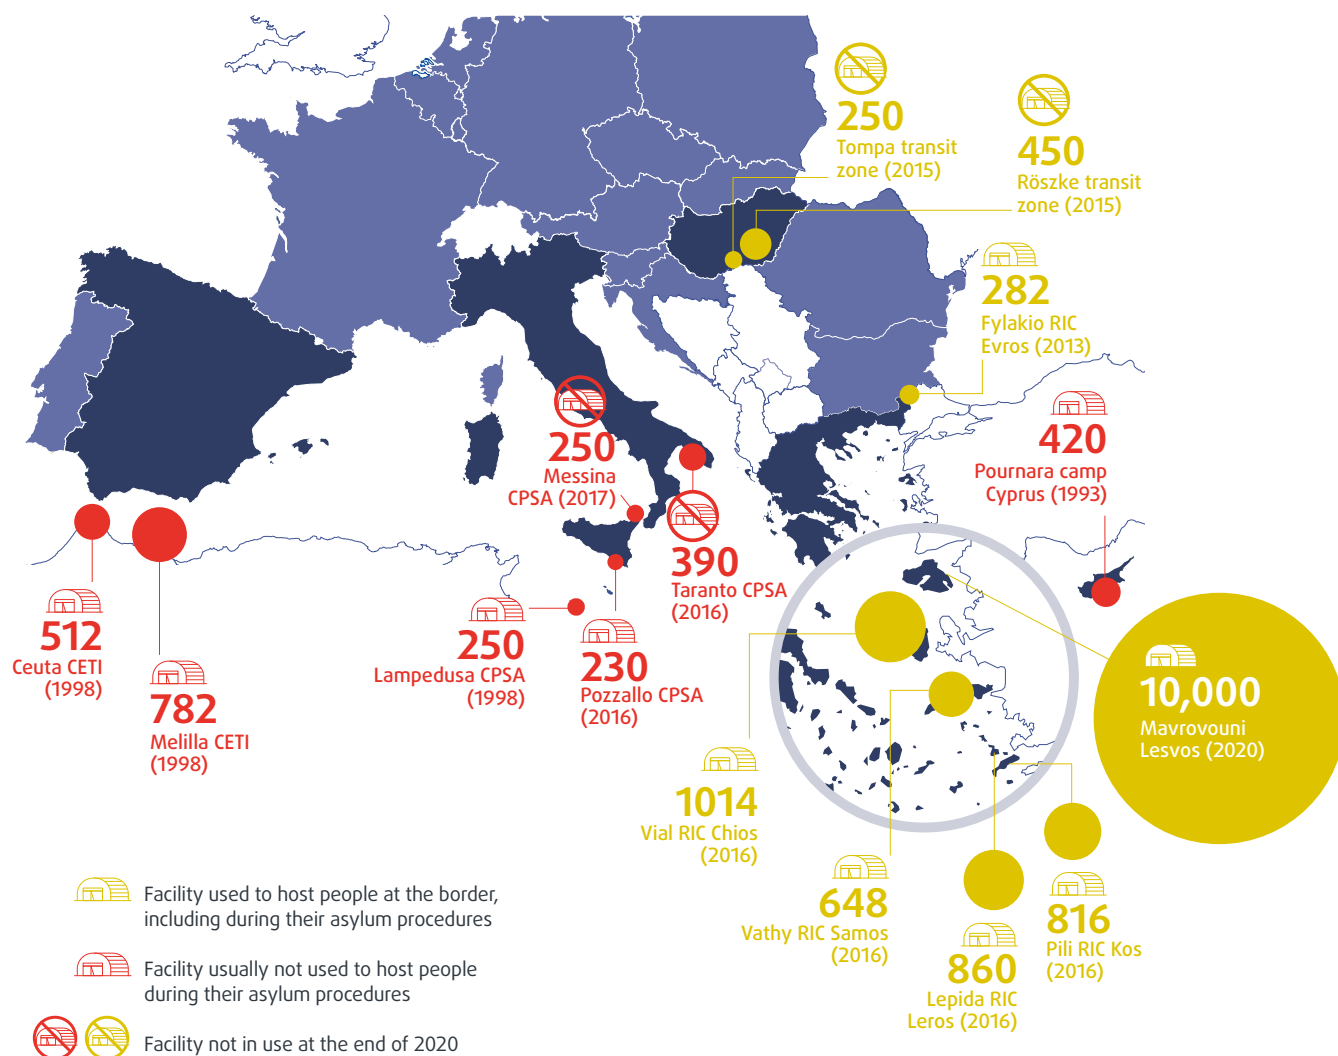 250
Tompa transit
zone (2015)
450
Röszke transit
zone (2015)
282
Fylakio RIC
Evros (2013)
420
Pournara camp
Cyprus (1993)
250
Messina
CPSA (2017)
390
Taranto CPSA
(2016)
512
Ceuta CETI
(1998)
782
Melilla CETI
(1998)
250
Lampedusa CPSA
(1998)
230
Pozzallo CPSA
(2016)
10,000
Mavrovouni
Lesvos (2020)
1014
Vial RIC Chios
(2016)
648
Vathy RIC Samos
(2016)
860
Lepida RIC
Leros (2016)
816
Pili RIC Kos
(2016)
Facility used to host people at the border,
including during their asylum procedures
Facility usually not used to host people
during their asylum procedures
Facility not in use at the end of 2020